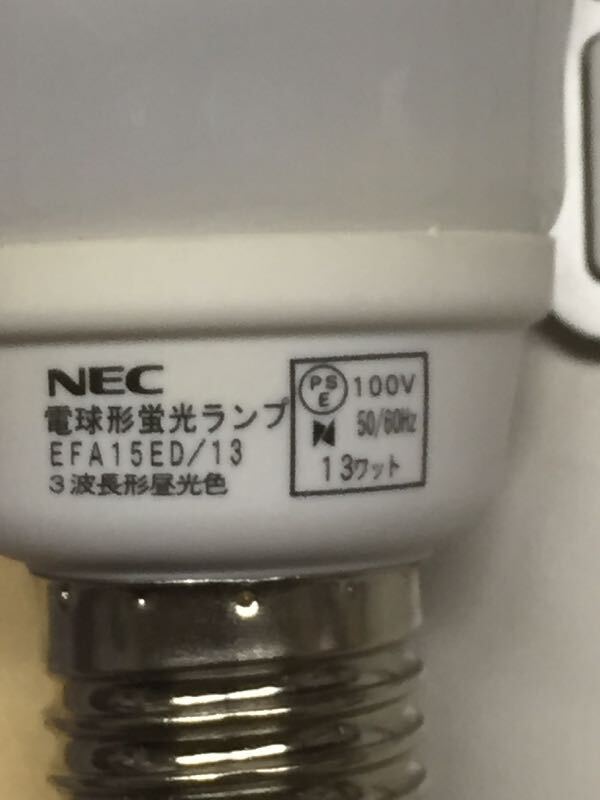 NEC
電球形蛍光ランプ
EFA15ED/13
3波長形昼光色
PSE 100V
50/60Hz
13ワット